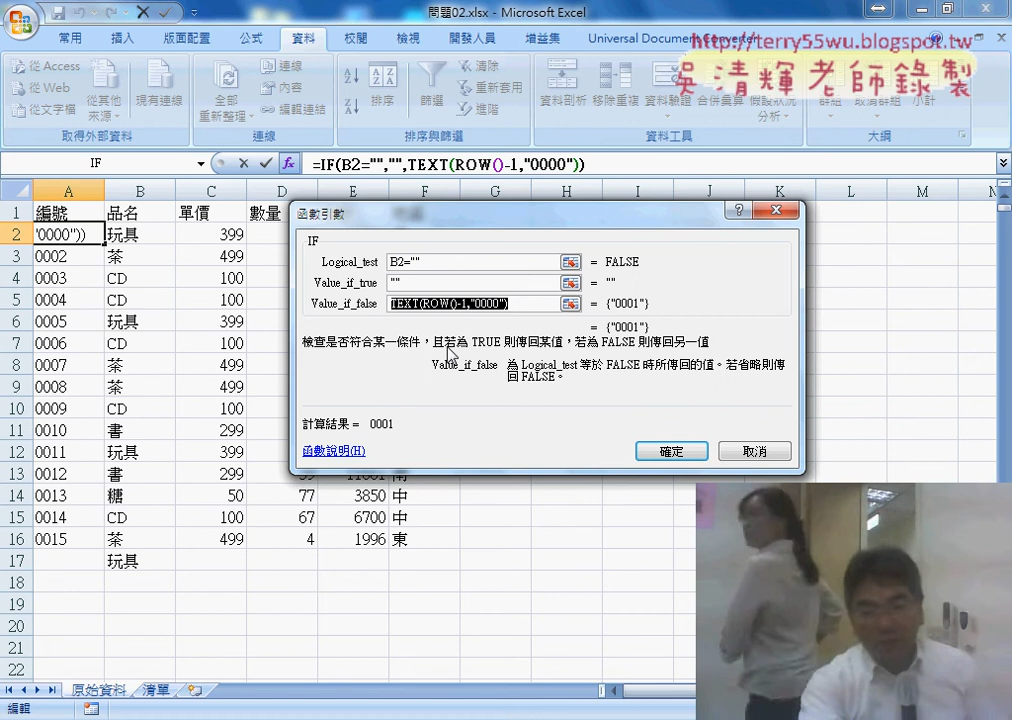 問題02.xlsx - Microsoft Excel
常用 插入 版面配置 公式 資料 校閱 檢視 開發人員 增益集 Universal Document Converter
http://terry55wu.blogspot.tw
吳清輝老師錄製
從 Access
從 Web
從文字檔
從其他來源
現有連線
取得外部資料
全部重新整理
連線
內容
編輯連結
連線
排序
篩選
清除
重新套用
進階
排序與篩選
資料剖析 移除重複 資料驗證 合併彙算 假設狀況分析
資料工具
群組 取消群組 小計
大綱
IF
=IF(B2="","",TEXT(ROW()-1,"0000"))
A B C D E F G H I J K L M N
1 編號 品名 單價 數量
2 '0000")) 玩具 399
3 0002 茶 499
4 0003 CD 100
5 0004 CD 100
6 0005 玩具 399
7 0006 CD 100
8 0007 茶 499
9 0008 茶 499
10 0009 CD 100
11 0010 書 299
12 0011 玩具 399
13 0012 書 299
14 0013 糖 50 77 3850 中
15 0014 CD 100 67 6700 中
16 0015 茶 499 4 1996 東
17 玩具
18
19
20
21
22
函數引數
IF
Logical_test B2="" = FALSE
Value_if_true "" = ""
Value_if_false TEXT(ROW()-1,"0000") = {"0001"}
= {"0001"}
檢查是否符合某一條件，且若為 TRUE 則傳回某值，若為 FALSE 則傳回另一值
Value_if_false 為 Logical_test 等於 FALSE 時所傳回的值。若省略則傳
回 FALSE。
計算結果 = 0001
函數說明(H)
確定
取消
原始資料 清單
編輯